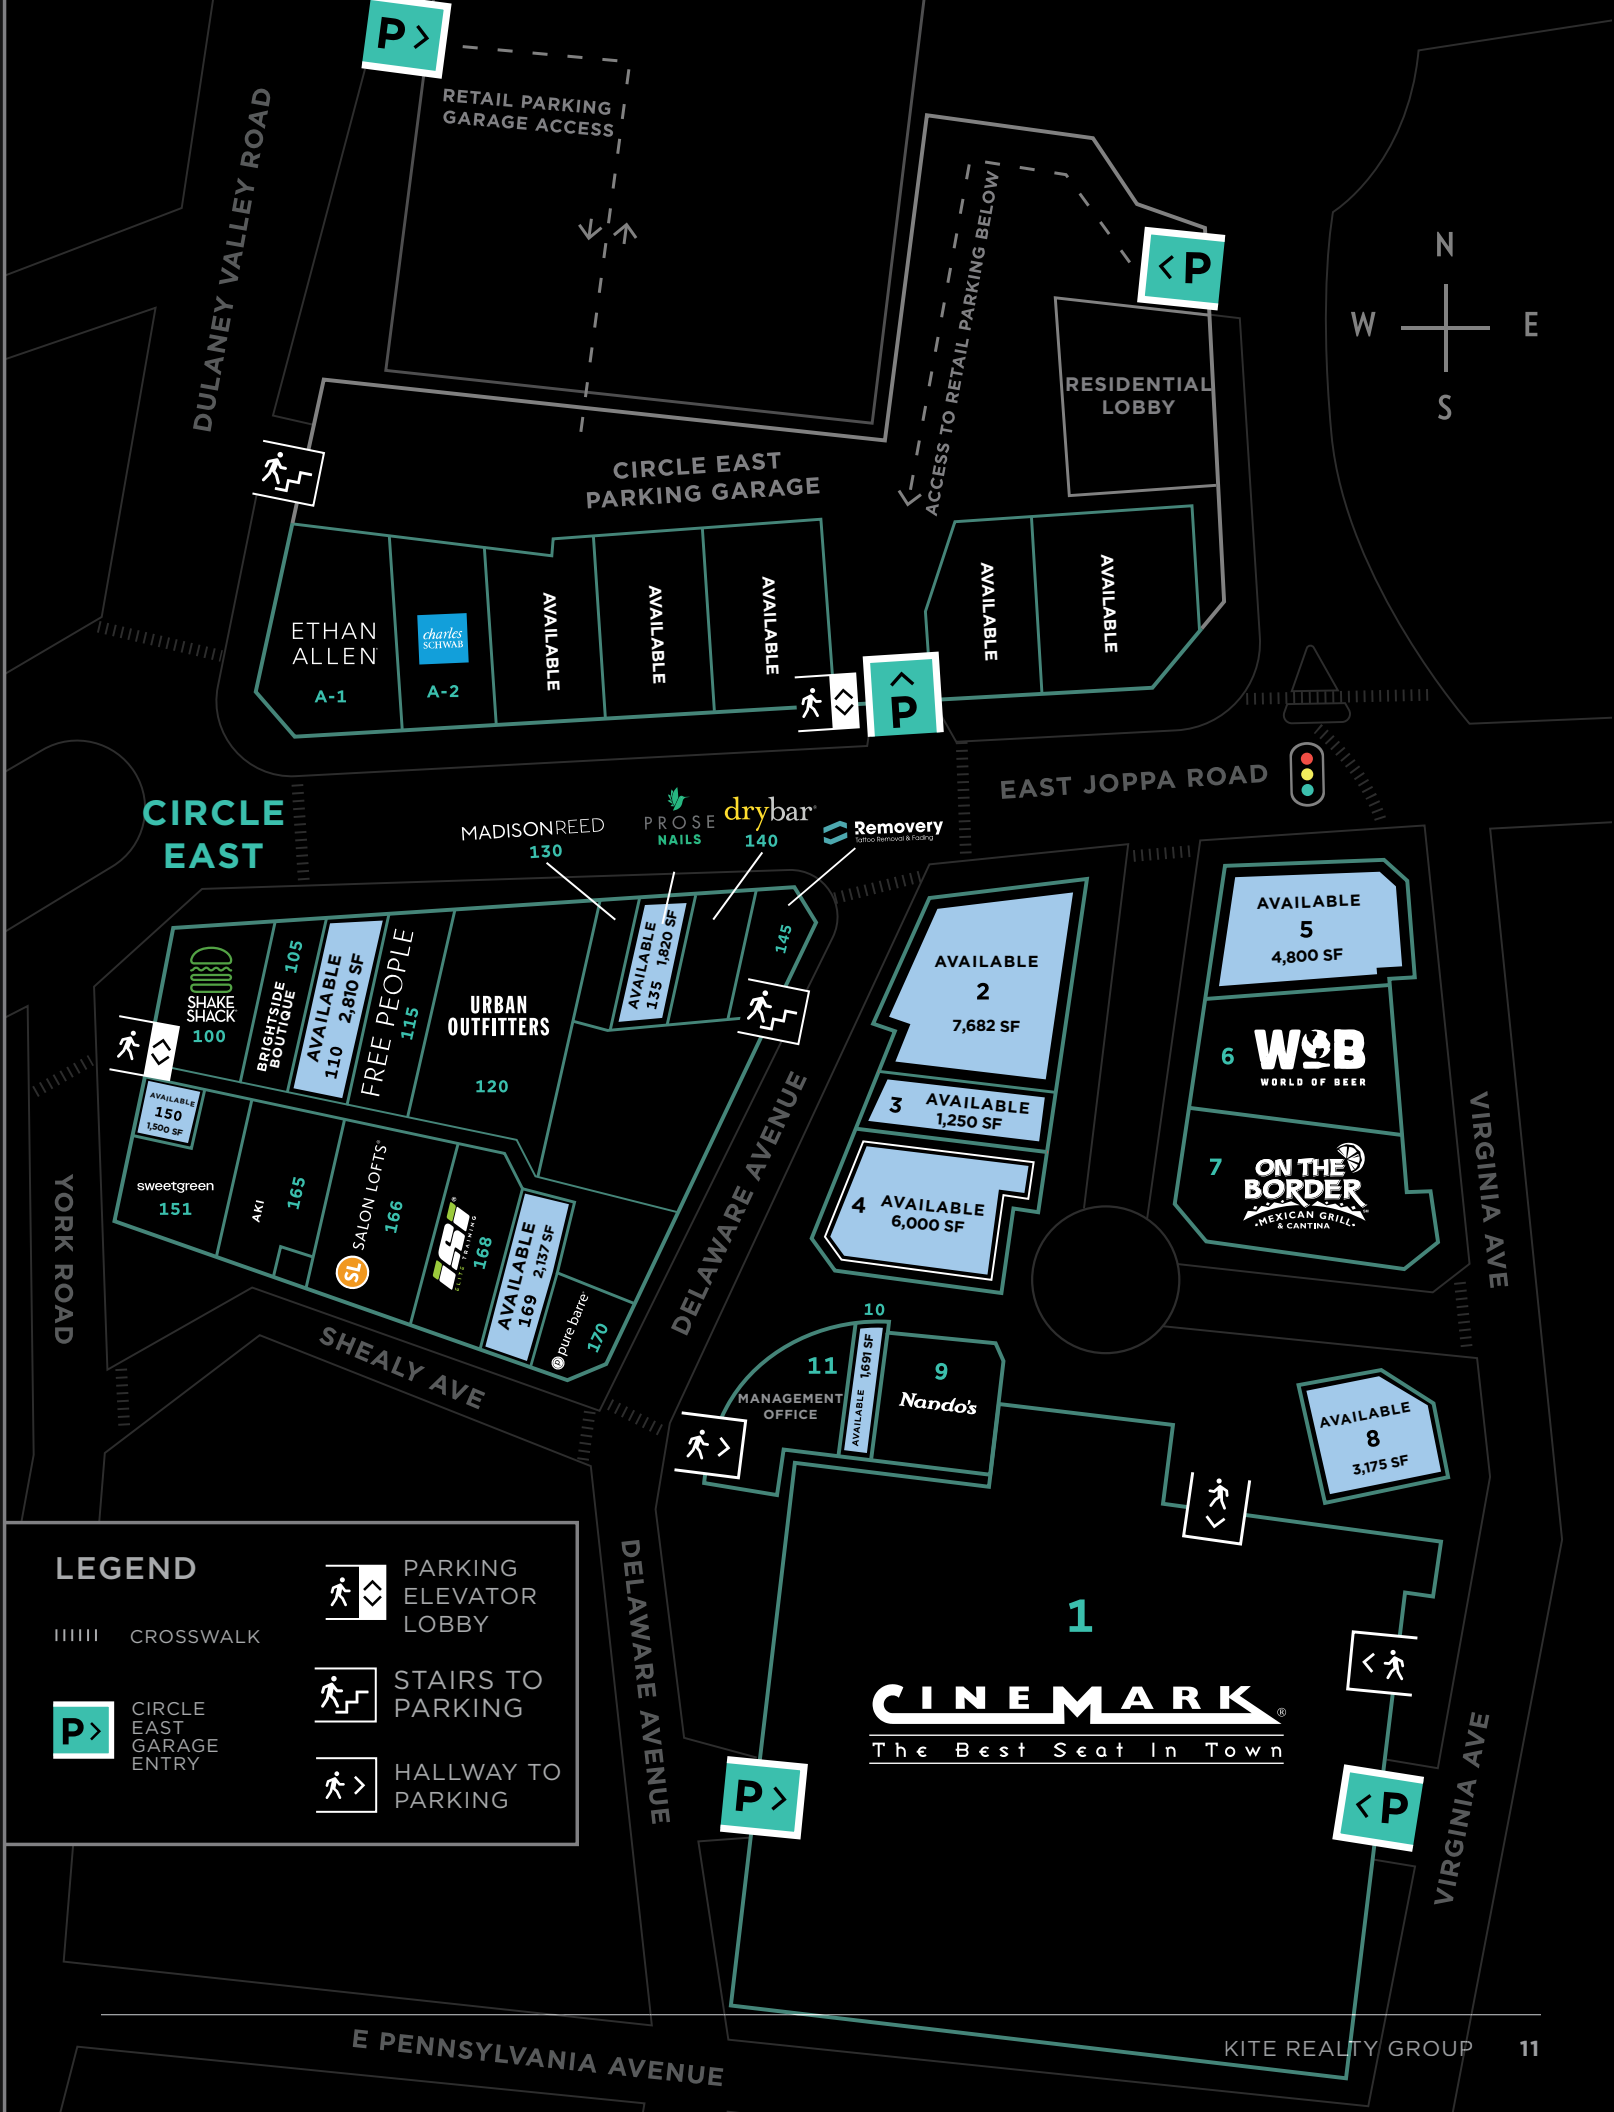 P >
RETAIL PARKING
GARAGE ACCESS
DULANEY VALLEY ROAD
ACCESS TO RETAIL PARKING BELOW
< P
N
W
E
S
RESIDENTIAL
LOBBY
CIRCLE EAST
PARKING GARAGE
ETHAN
ALLEN
A-1
charles
SCHWAB
A-2
AVAILABLE
AVAILABLE
AVAILABLE
AVAILABLE
AVAILABLE
P
EAST JOPPA ROAD
CIRCLE
EAST
MADISONREED
130
PROSE
NAILS
drybar
140
Removery
Tattoo Removal & Fading
145
SHAKE
SHACK
100
BRIGHTSIDE
BOUTIQUE
105
AVAILABLE
110 2,810 SF
FREE PEOPLE
115
URBAN
OUTFITTERS
120
AVAILABLE
135 1,820 SF
AVAILABLE
150
1,500 SF
sweetgreen
151
AKI
165
SL SALON LOFTS
166
ELITE TRAINING
168
AVAILABLE
169 2,137 SF
pure barre
170
YORK ROAD
SHEALY AVE
DELAWARE AVENUE
AVAILABLE
2
7,682 SF
3 AVAILABLE
1,250 SF
4 AVAILABLE
6,000 SF
AVAILABLE
5
4,800 SF
6
WOB
WORLD OF BEER
7
ON THE
BORDER
MEXICAN GRILL
& CANTINA
VIRGINIA AVE
10
AVAILABLE 1,691 SF
11
MANAGEMENT
OFFICE
9
Nando's
AVAILABLE
8
3,175 SF
1
CINEMARK®
The Best Seat In Town
P >
< P
DELAWARE AVENUE
VIRGINIA AVE
LEGEND
CROSSWALK
P >
CIRCLE
EAST
GARAGE
ENTRY
PARKING
ELEVATOR
LOBBY
STAIRS TO
PARKING
HALLWAY TO
PARKING
E PENNSYLVANIA AVENUE
KITE REALTY GROUP 11